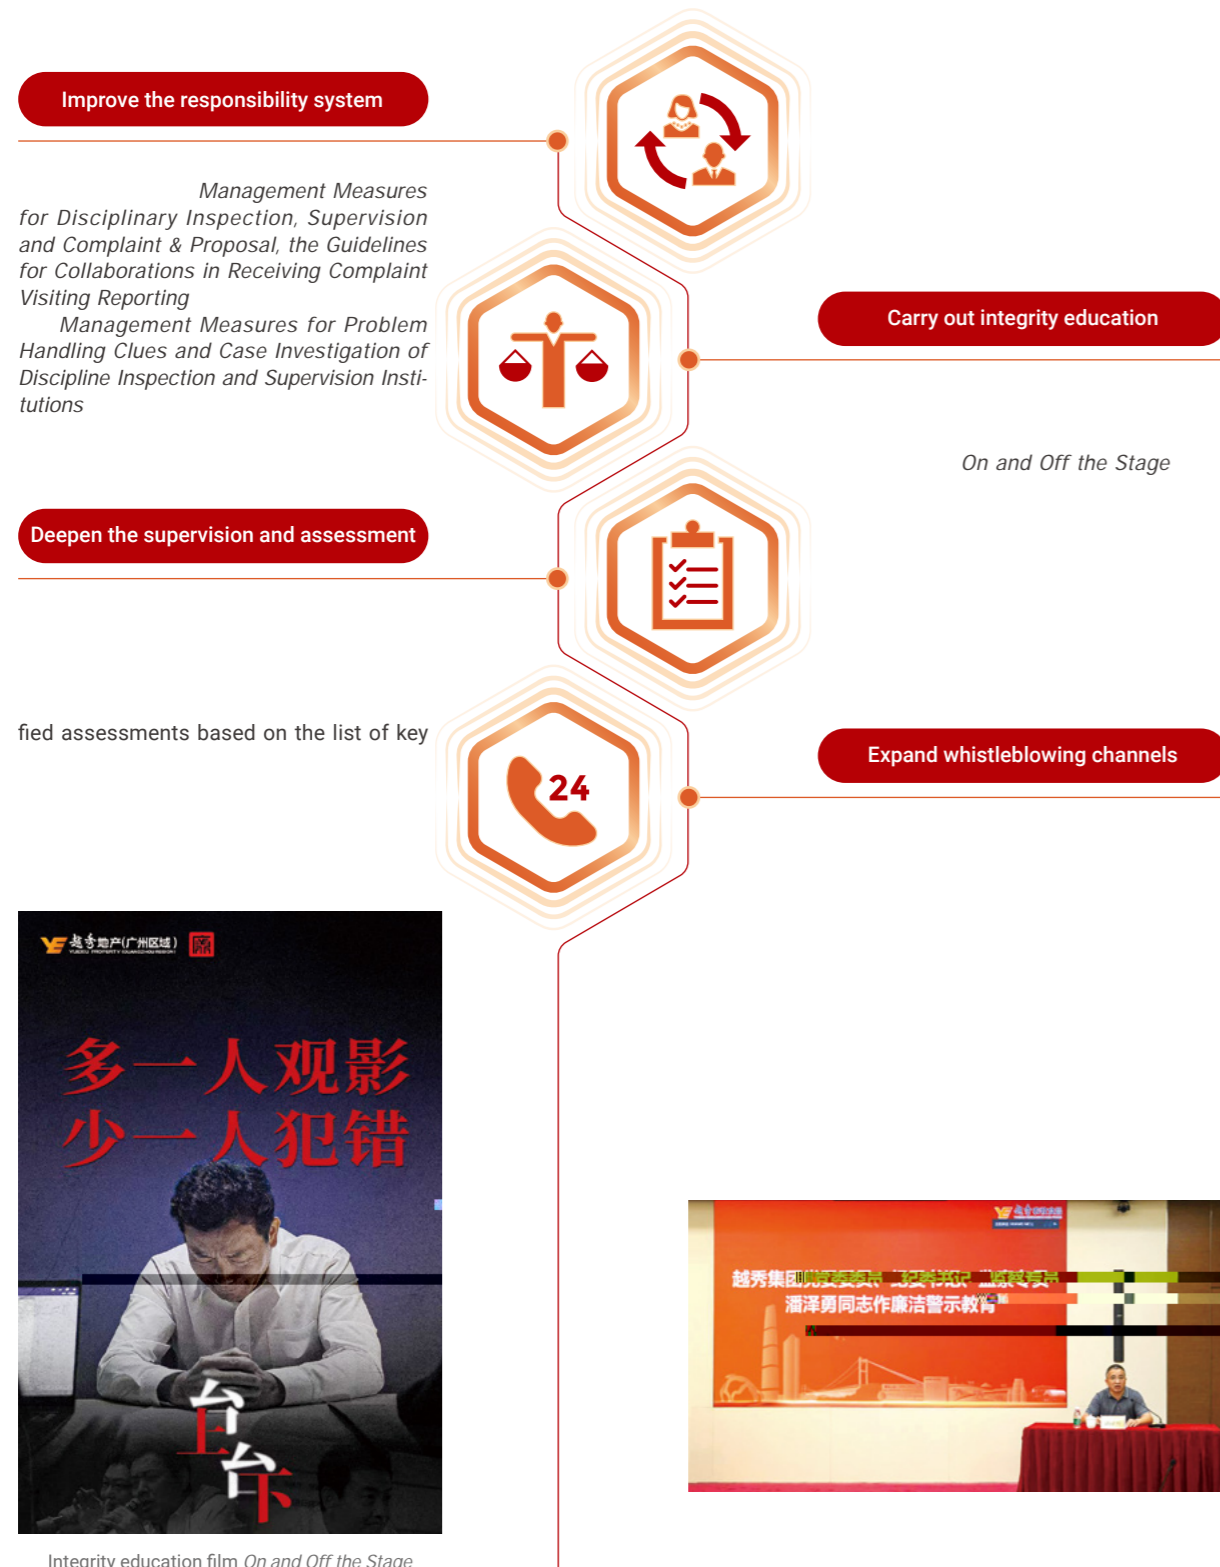 Improve the responsibility system
Management Measures
for Disciplinary Inspection, Supervision
and Complaint & Proposal, the Guidelines
for Collaborations in Receiving Complaint
Visiting Reporting
Management Measures for Problem
Handling Clues and Case Investigation of
Discipline Inspection and Supervision Insti-
tutions
Carry out integrity education
On and Off the Stage
Deepen the supervision and assessment
fied assessments based on the list of key
24
Expand whistleblowing channels
越秀地产(广州区域)
YUEXIU PROPERTY (GUANGZHOU REGION)
廉
多一人观影
少一人犯错
台上
台下
Integrity education film On and Off the Stage
越秀集团
潘泽勇同志作廉洁警示教育